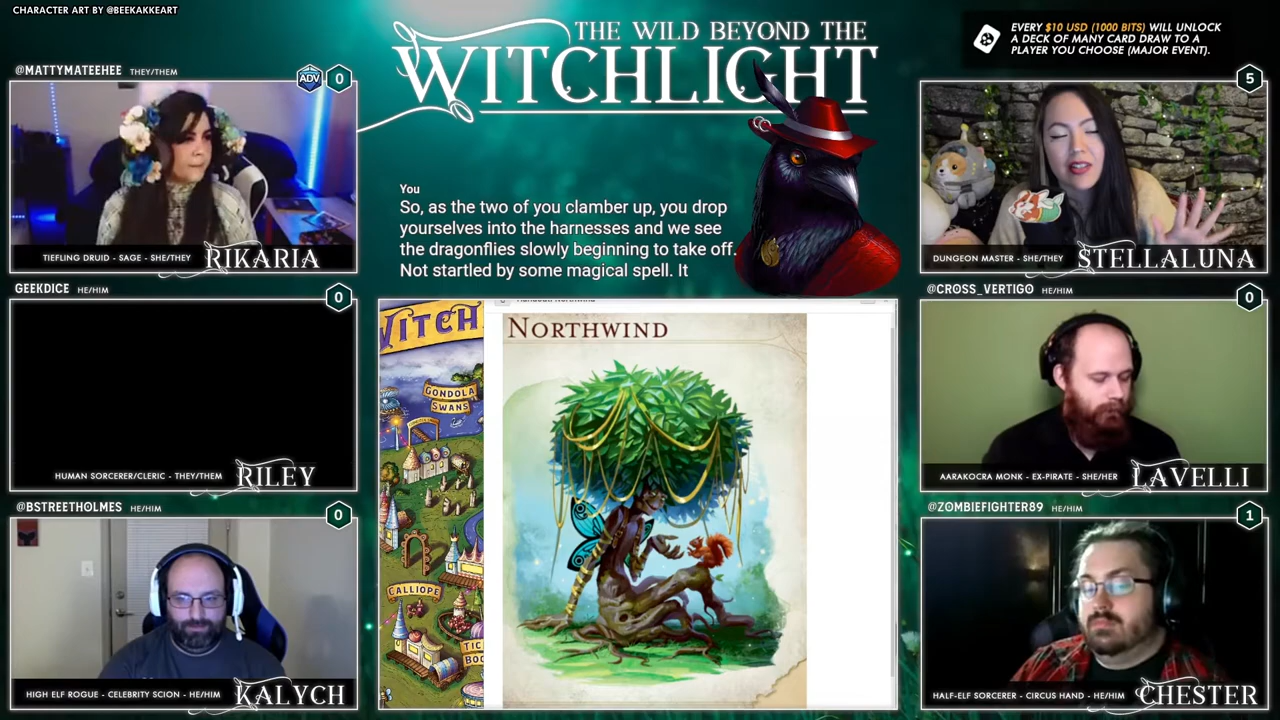 CHARACTER ART BY @BEEKAKKEART
THE WILD BEYOND THE
WITCHLIGHT
EVERY $10 USD (1000 BITS) WILL UNLOCK
A DECK OF MANY CARD DRAW TO A
PLAYER YOU CHOOSE (MAJOR EVENT).
@MATTYMATEEHEE THEY/THEM
ADV 0
TIEFLING DRUID - SAGE - SHE/THEY RIKARIA
You
So, as the two of you clamber up, you drop
yourselves into the harnesses and we see
the dragonflies slowly beginning to take off.
Not startled by some magical spell. It
5
DUNGEON MASTER - SHE/THEY STELLALUNA
GEEKDICE HE/HIM
0
HUMAN SORCERER/CLERIC - THEY/THEM RILEY
WITCH
GONDOLA
SWANS
CALLIOPE
TIC
BOO
NORTHWIND
@CROSS_VERTIGO HE/HIM
0
AARAKOCRA MONK - EX-PIRATE - SHE/HER LAVELLI
@BSTREETHOLMES HE/HIM
0
HIGH ELF ROGUE - CELEBRITY SCION - HE/HIM KALYCH
@ZOMBIEFIGHTER89 HE/HIM
1
HALF-ELF SORCERER - CIRCUS HAND - HE/HIM CHESTER